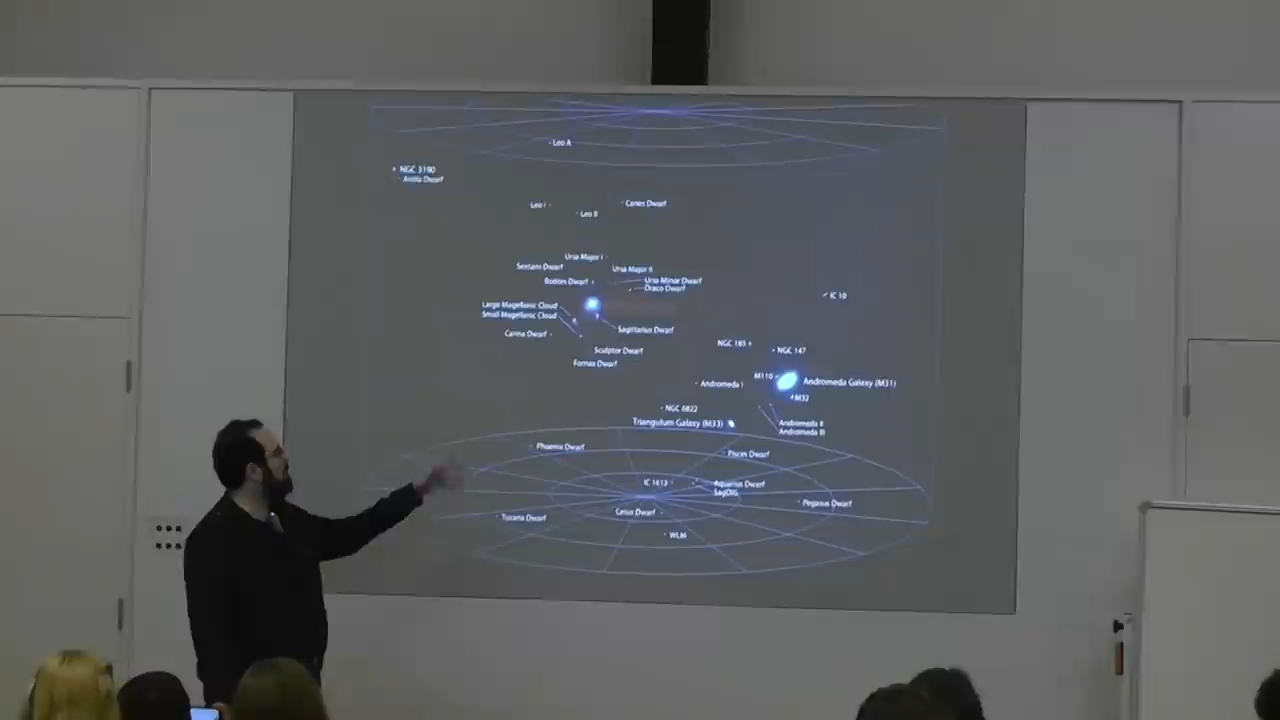 Leo A
NGC 3190
Antlia Dwarf
Leo I
Leo II
Canes Dwarf
Ursa Major I
Sextans Dwarf
Ursa Major II
Bootes Dwarf
Ursa Minor Dwarf
Draco Dwarf
IC 10
Large Magellanic Cloud
Small Magellanic Cloud
Carina Dwarf
Sagittarius Dwarf
Sculptor Dwarf
Fornax Dwarf
NGC 185
NGC 147
M110
Andromeda Galaxy (M31)
Andromeda I
M32
NGC 6822
Triangulum Galaxy (M33)
Andromeda II
Andromeda III
Phoenix Dwarf
Pisces Dwarf
IC 1613
Aquarius Dwarf
SagDIG
Pegasus Dwarf
Cetus Dwarf
Tucana Dwarf
WLM